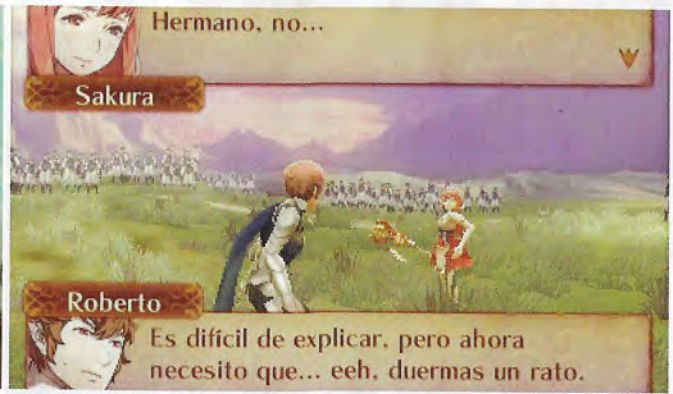 Hermano, no...
Sakura
Roberto
Es difícil de explicar, pero ahora
necesito que... eeh, duermas un rato.